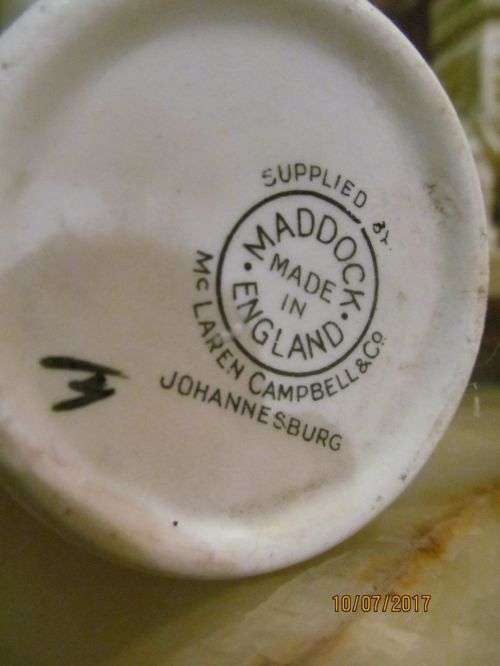 SUPPLIED BY
MADDOCK
MADE
IN
ENGLAND
McLAREN CAMPBELL & Co
JOHANNESBURG
10/07/2017